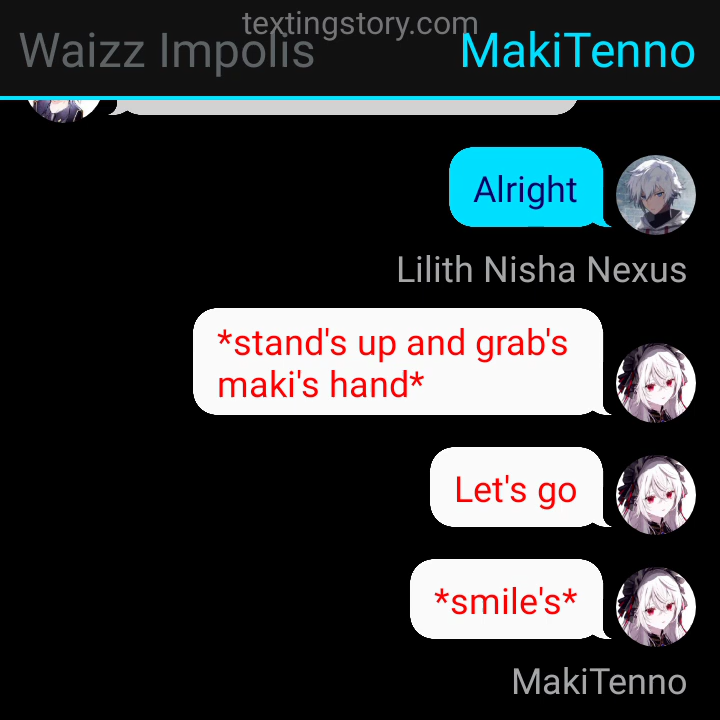 textingstory.com
Waizz Impolis
MakiTenno
Alright
Lilith Nisha Nexus
*stand's up and grab's
maki's hand*
Let's go
*smile's*
MakiTenno